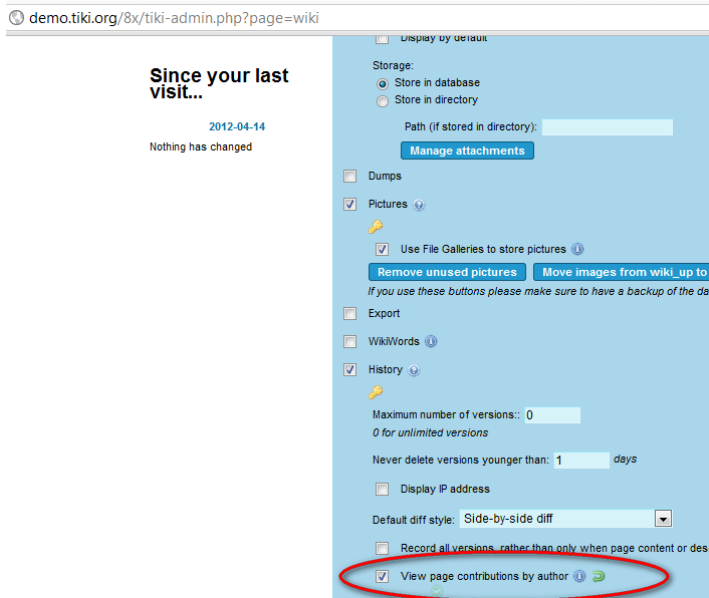 demo.tiki.org/8x/tiki-admin.php?page=wiki
Display by default
Since your last
visit...
2012-04-14
Nothing has changed
Storage:
Store in database
Store in directory
Path (if stored in directory):
Manage attachments
Dumps
Pictures
Use File Galleries to store pictures
Remove unused pictures Move images from wiki_up to
If you use these buttons please make sure to have a backup of the da
Export
WikiWords
History
Maximum number of versions:: 0
0 for unlimited versions
Never delete versions younger than: 1 days
Display IP address
Default diff style: Side-by-side diff
Record all versions, rather than only when page content or des
View page contributions by author